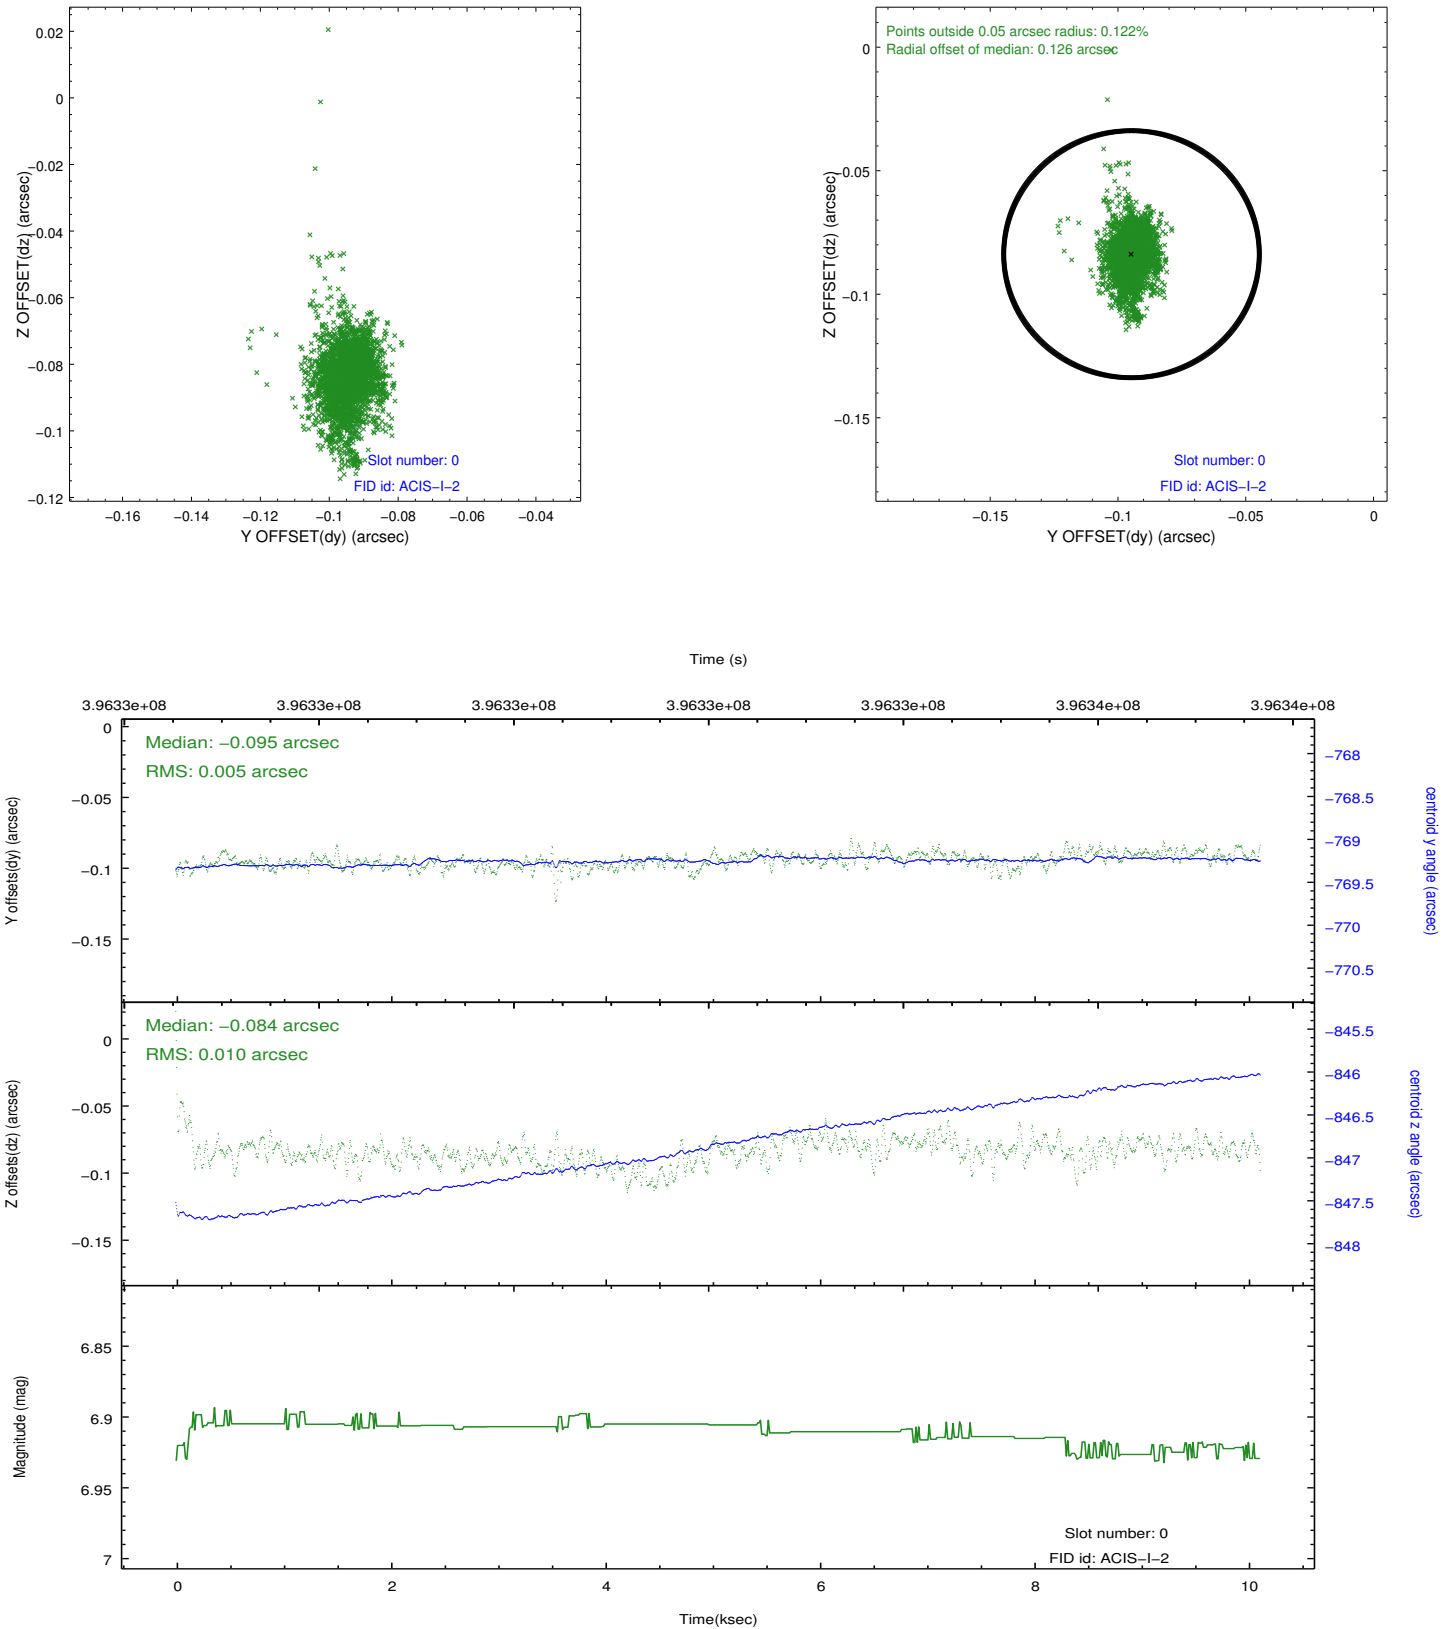 0.02
0
−0.02
−0.04
−0.06
−0.08
−0.1
−0.12
Z OFFSET(dz) (arcsec)
−0.16 −0.14 −0.12 −0.1 −0.08 −0.06 −0.04
Y OFFSET(dy) (arcsec)
Slot number: 0
FID id: ACIS−I−2
Points outside 0.05 arcsec radius: 0.122%
Radial offset of median: 0.126 arcsec
0
−0.05
−0.1
−0.15
Z OFFSET(dz) (arcsec)
−0.15 −0.1 −0.05 0
Y OFFSET(dy) (arcsec)
Slot number: 0
FID id: ACIS−I−2
Time (s)
3.9633e+08 3.9633e+08 3.9633e+08 3.9633e+08 3.9633e+08 3.9634e+08 3.9634e+08
Median: −0.095 arcsec
RMS: 0.005 arcsec
0
−0.05
−0.1
−0.15
Y offsets(dy) (arcsec)
−768
−768.5
−769
−769.5
−770
−770.5
centroid y angle (arcsec)
Median: −0.084 arcsec
RMS: 0.010 arcsec
0
−0.05
−0.1
−0.15
Z offsets(dz) (arcsec)
−845.5
−846
−846.5
−847
−847.5
−848
centroid z angle (arcsec)
6.85
6.9
6.95
7
Magnitude (mag)
Slot number: 0
FID id: ACIS−I−2
0 2 4 6 8 10
Time(ksec)